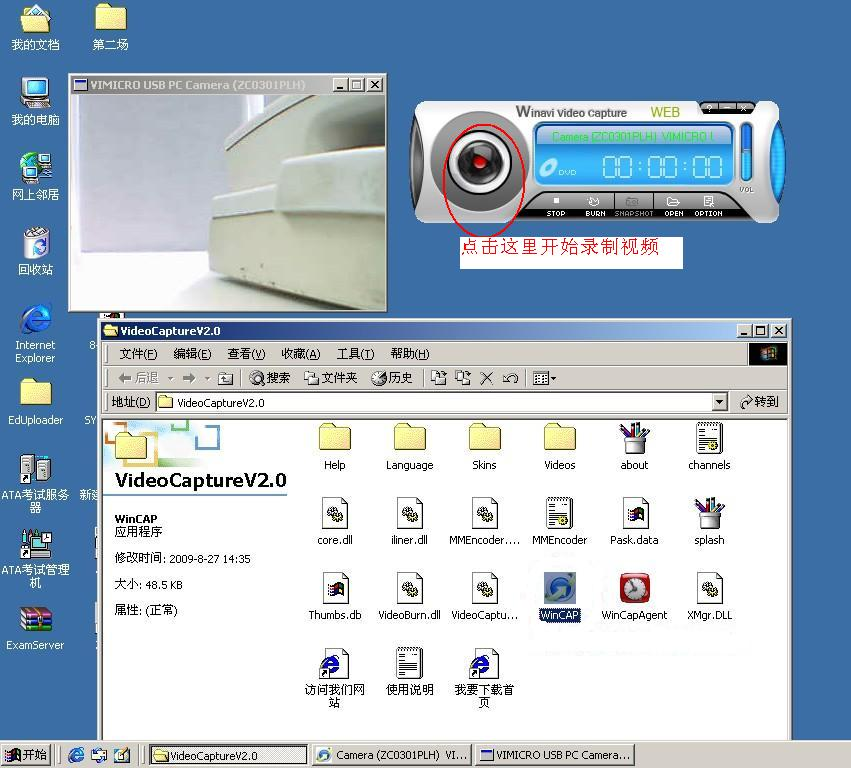 我的文档
第二场
我的电脑
网上邻居
回收站
Internet
Explorer
EdUploader
ATA考试服务
器
ATA考试管理
机
ExamServer
VIMICRO USB PC Camera (ZC0301PLH)
Winavi Video Capture
WEB
Camera (ZC0301PLH) VIMICRO U
DVD
00:00:00
VOL
STOP
BURN
SNAPSHOT
OPEN
OPTION
点击这里开始录制视频
VideoCaptureV2.0
文件(F)
编辑(E)
查看(V)
收藏(A)
工具(T)
帮助(H)
后退
搜索
文件夹
历史
地址(D)
VideoCaptureV2.0
转到
VideoCaptureV2.0
WinCAP
应用程序
修改时间: 2009-8-27 14:35
大小: 48.5 KB
属性: (正常)
Help
Language
Skins
Videos
about
channels
core.dll
iliner.dll
MMEncoder....
MMEncoder
Pask.data
splash
Thumbs.db
VideoBurn.dll
VideoCaptu...
WinCAP
WinCapAgent
XMgr.DLL
访问我们网
站
使用说明
我要下载首
页
开始
VideoCaptureV2.0
Camera (ZC0301PLH) VI...
VIMICRO USB PC Camera...